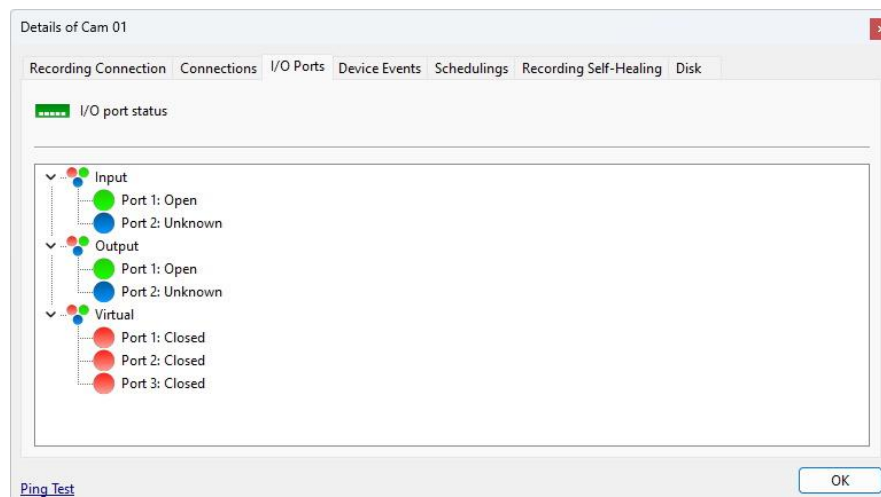 Details of Cam 01
Recording Connection Connections I/O Ports Device Events Schedulings Recording Self-Healing Disk
I/O port status
Input
Port 1: Open
Port 2: Unknown
Output
Port 1: Open
Port 2: Unknown
Virtual
Port 1: Closed
Port 2: Closed
Port 3: Closed
Ping Test OK